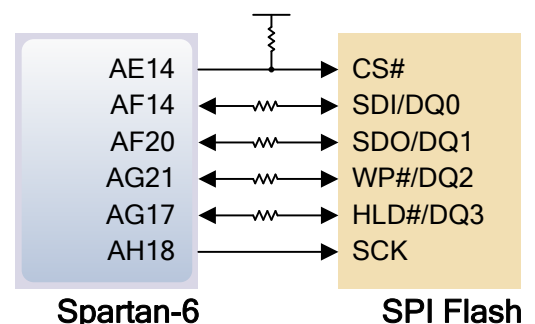 AE14 CS#
AF14 SDI/DQ0
AF20 SDO/DQ1
AG21 WP#/DQ2
AG17 HLD#/DQ3
AH18 SCK
Spartan-6 SPI Flash